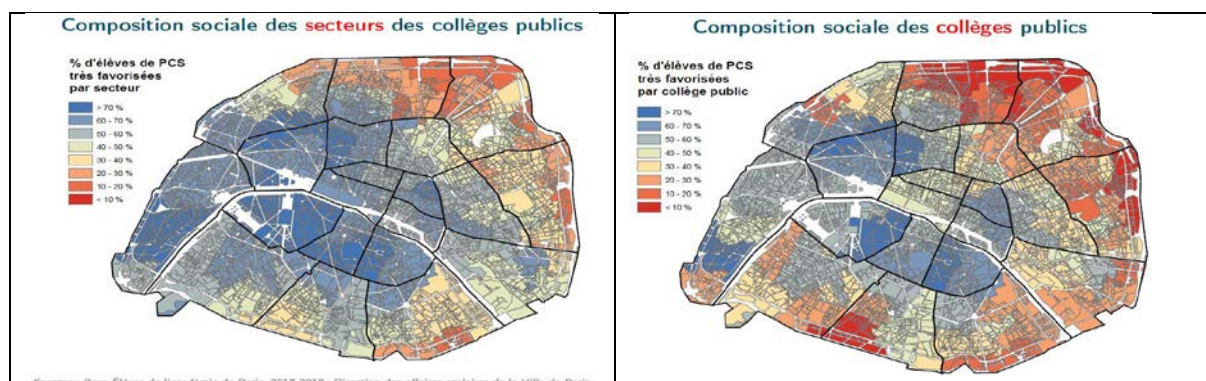 Composition sociale des secteurs des collèges publics
% d'élèves de PCS
très favorisées
par secteur
> 70 %
60 - 70 %
50 - 60 %
40 - 50 %
30 - 40 %
20 - 30 %
10 - 20 %
< 10 %
Composition sociale des collèges publics
% d'élèves de PCS
très favorisées
par collège public
> 70 %
60 - 70 %
50 - 60 %
40 - 50 %
30 - 40 %
20 - 30 %
10 - 20 %
< 10 %